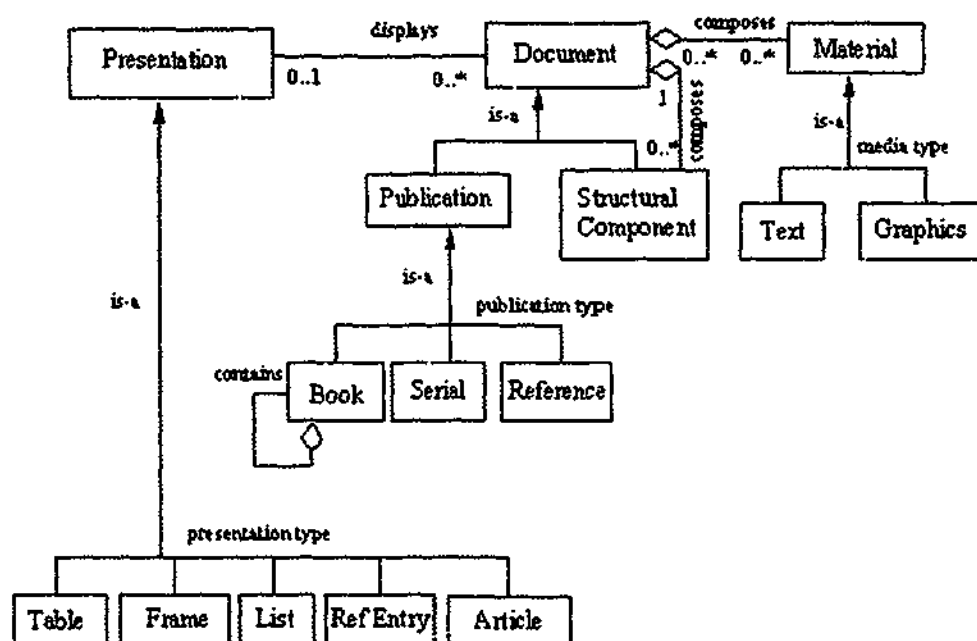 Presentation
displays
0..1
0..*
Document
composes
0..*
0..*
Material
1
0..*
composes
is-a
is-a
media type
Publication
Structural
Component
Text
Graphics
is-a
is-a
publication type
contains
Book
Serial
Reference
presentation type
Table
Frame
List
Ref Entry
Article